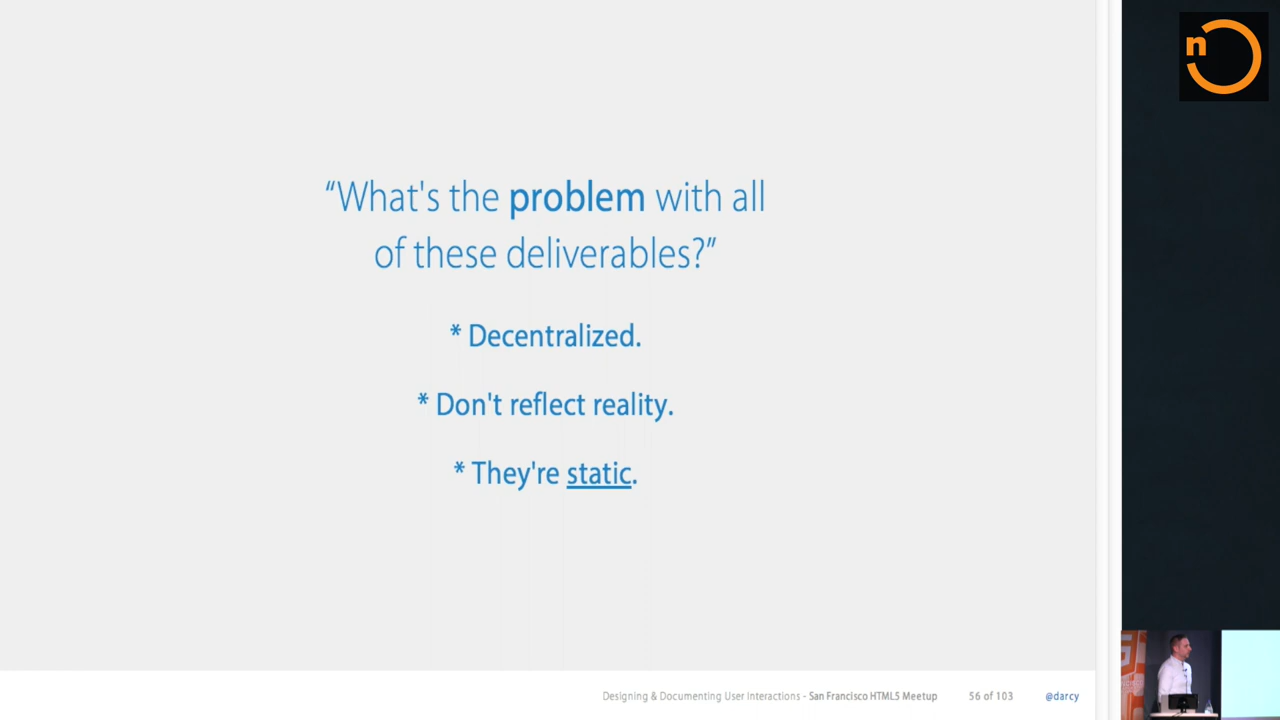 n
“What's the problem with all
of these deliverables?”
* Decentralized.
* Don't reflect reality.
* They're static.
Designing & Documenting User Interactions - San Francisco HTML5 Meetup 56 of 103 @darcy